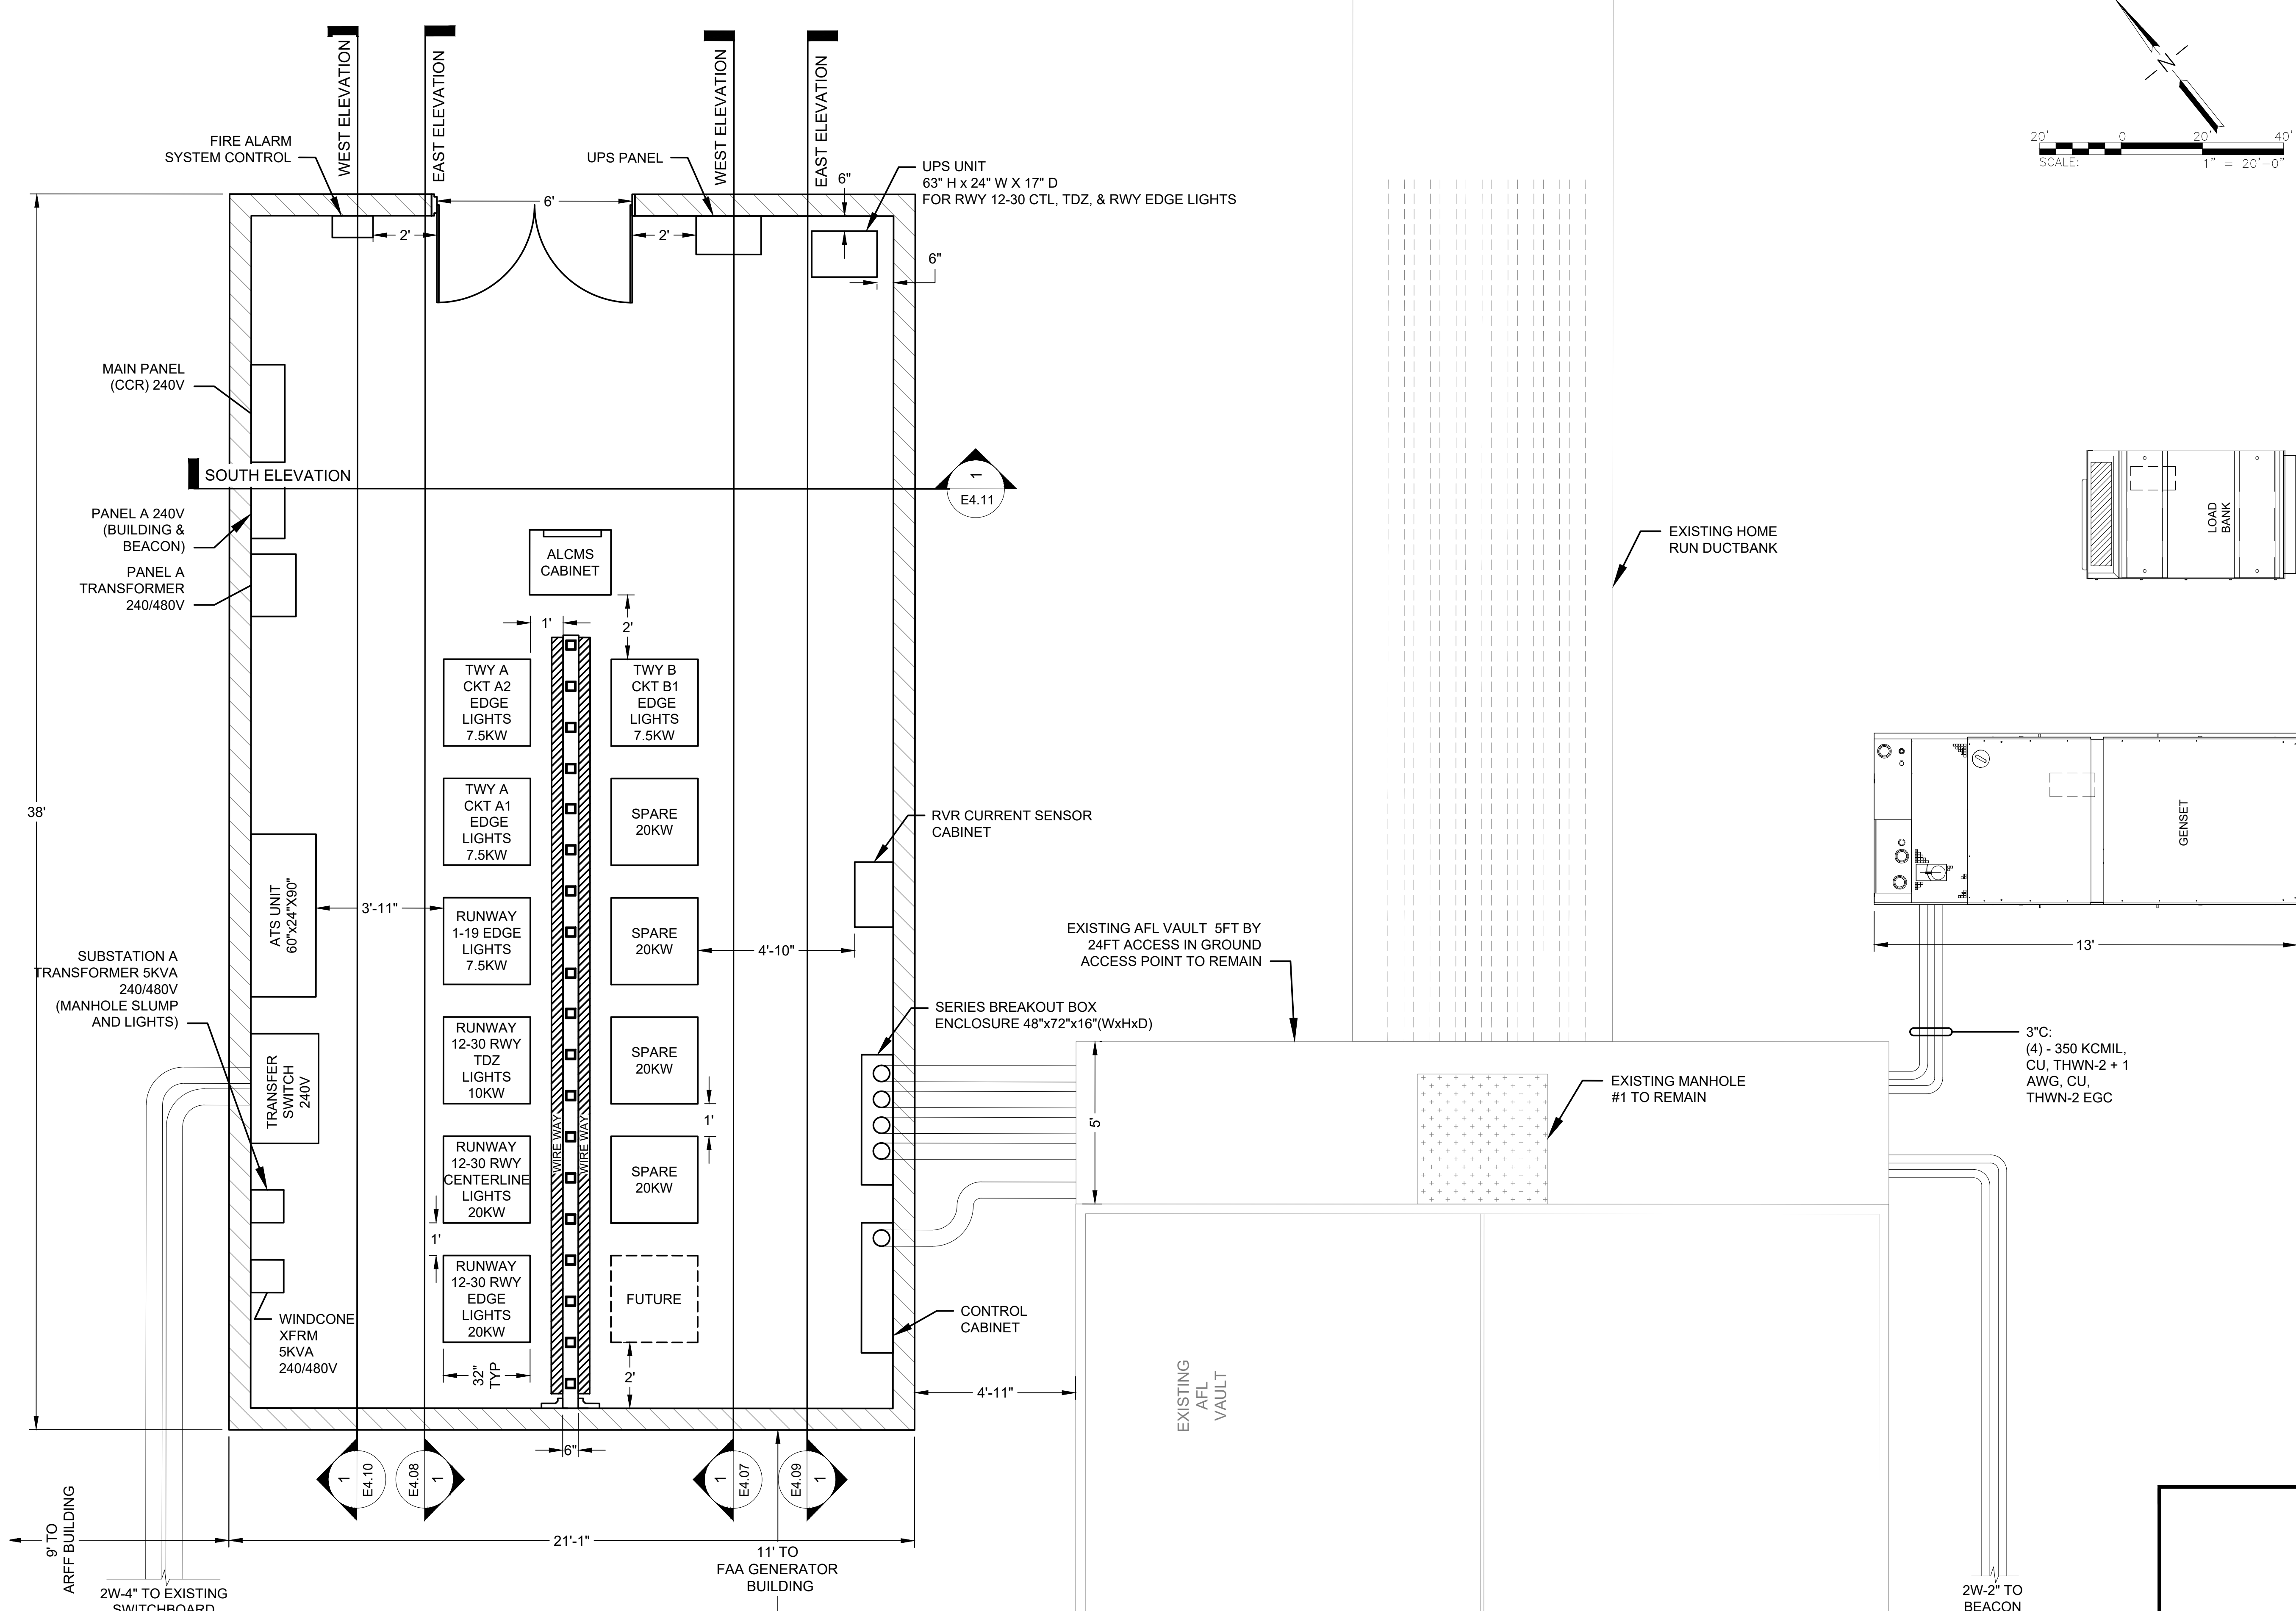 WEST ELEVATION
EAST ELEVATION
WEST ELEVATION
EAST ELEVATION
N
20'
0
20'
40'
SCALE:
1" = 20'-0"
FIRE ALARM
SYSTEM CONTROL
UPS PANEL
UPS UNIT
63" H x 24" W X 17" D
FOR RWY 12-30 CTL, TDZ, & RWY EDGE LIGHTS
6"
6'
2'
2'
6"
MAIN PANEL
(CCR) 240V
SOUTH ELEVATION
1
E4.11
PANEL A 240V
(BUILDING &
BEACON)
PANEL A
TRANSFORMER
240/480V
ALCMS
CABINET
EXISTING HOME
RUN DUCTBANK
LOAD
BANK
1'
2'
TWY A
CKT A2
EDGE
LIGHTS
7.5KW
TWY B
CKT B1
EDGE
LIGHTS
7.5KW
38'
TWY A
CKT A1
EDGE
LIGHTS
7.5KW
SPARE
20KW
RVR CURRENT SENSOR
CABINET
GENSET
ATS UNIT
60"x24"X90"
3'-11"
RUNWAY
1-19 EDGE
LIGHTS
7.5KW
SPARE
20KW
4'-10"
EXISTING AFL VAULT 5FT BY
24FT ACCESS IN GROUND
ACCESS POINT TO REMAIN
13'
SUBSTATION A
TRANSFORMER 5KVA
240/480V
(MANHOLE SLUMP
AND LIGHTS)
SERIES BREAKOUT BOX
ENCLOSURE 48"x72"x16"(WxHxD)
TRANSFER
SWITCH
240V
RUNWAY
12-30 RWY
TDZ
LIGHTS
10KW
SPARE
20KW
3"C:
(4) - 350 KCMIL,
CU, THWN-2 + 1
AWG, CU,
THWN-2 EGC
EXISTING MANHOLE
#1 TO REMAIN
5'
1'
WIRE WAY
WIRE WAY
RUNWAY
12-30 RWY
CENTERLINE
LIGHTS
20KW
SPARE
20KW
1'
RUNWAY
12-30 RWY
EDGE
LIGHTS
20KW
FUTURE
CONTROL
CABINET
WINDCONE
XFRM
5KVA
240/480V
32"
TYP
2'
4'-11"
EXISTING
AFL
VAULT
6"
1
E4.10
E4.08
1
1
E4.07
E4.09
1
9' TO
ARFF BUILDING
21'-1"
11' TO
FAA GENERATOR
BUILDING
2W-4" TO EXISTING
SWITCHBOARD
2W-2" TO
BEACON